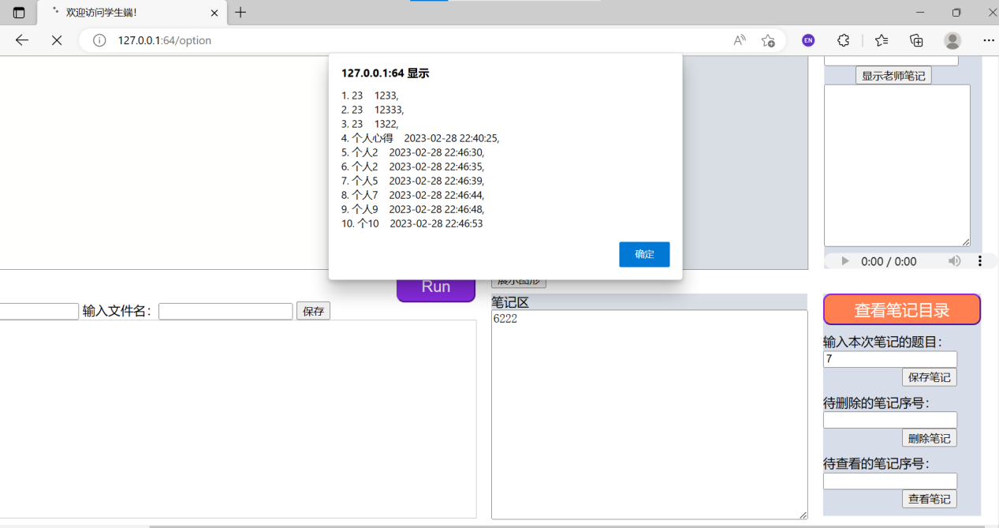 欢迎访问学生端!
127.0.0.1:64/option
EN
127.0.0.1:64 显示
1. 23 1233,
2. 23 12333,
3. 23 1322,
4. 个人心得 2023-02-28 22:40:25,
5. 个人2 2023-02-28 22:46:30,
6. 个人2 2023-02-28 22:46:35,
7. 个人5 2023-02-28 22:46:39,
8. 个人7 2023-02-28 22:46:44,
9. 个人9 2023-02-28 22:46:48,
10. 个10 2023-02-28 22:46:53
确定
显示老师笔记
0:00 / 0:00
Run
展示图形
输入文件名：
保存
笔记区
6222
查看笔记目录
输入本次笔记的题目：
7
保存笔记
待删除的笔记序号：
删除笔记
待查看的笔记序号：
查看笔记